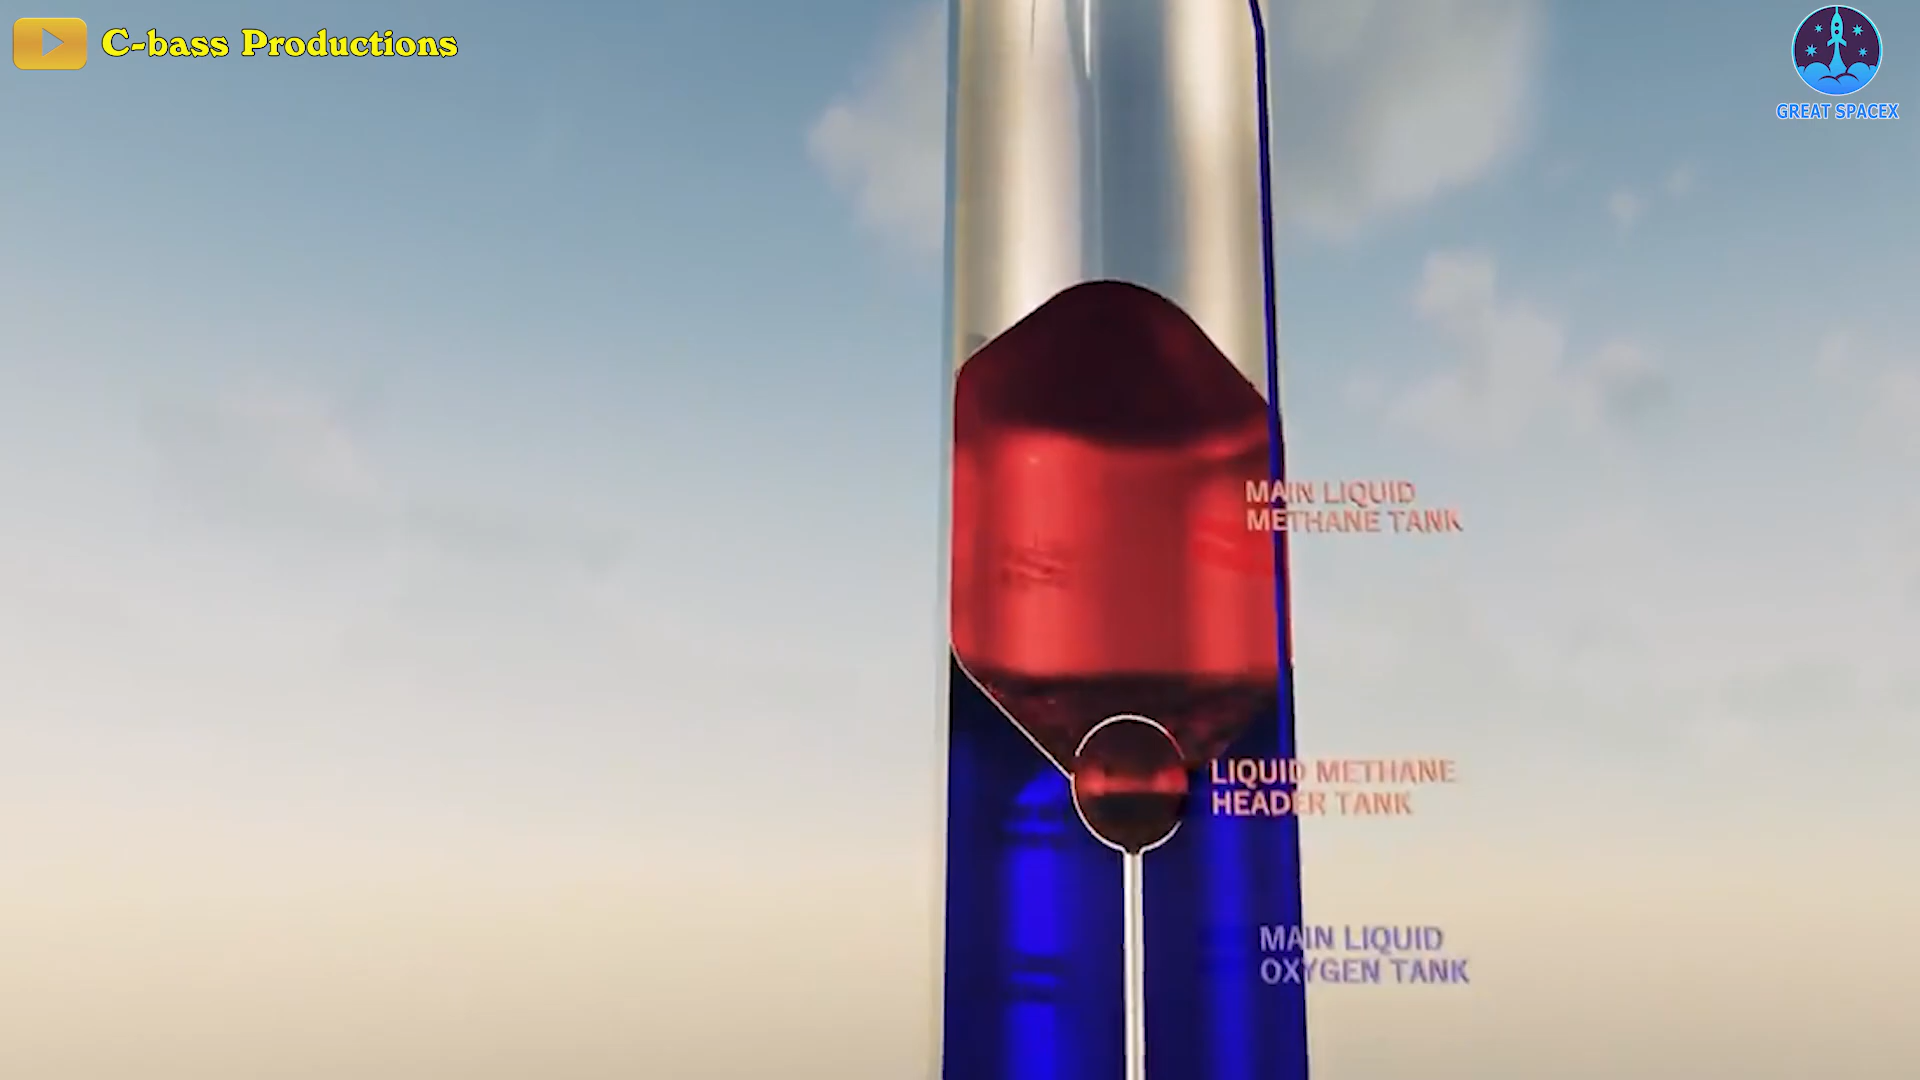 C-bass Productions
GREAT SPACEX
MAIN LIQUID
METHANE TANK
LIQUID METHANE
HEADER TANK
MAIN LIQUID
OXYGEN TANK